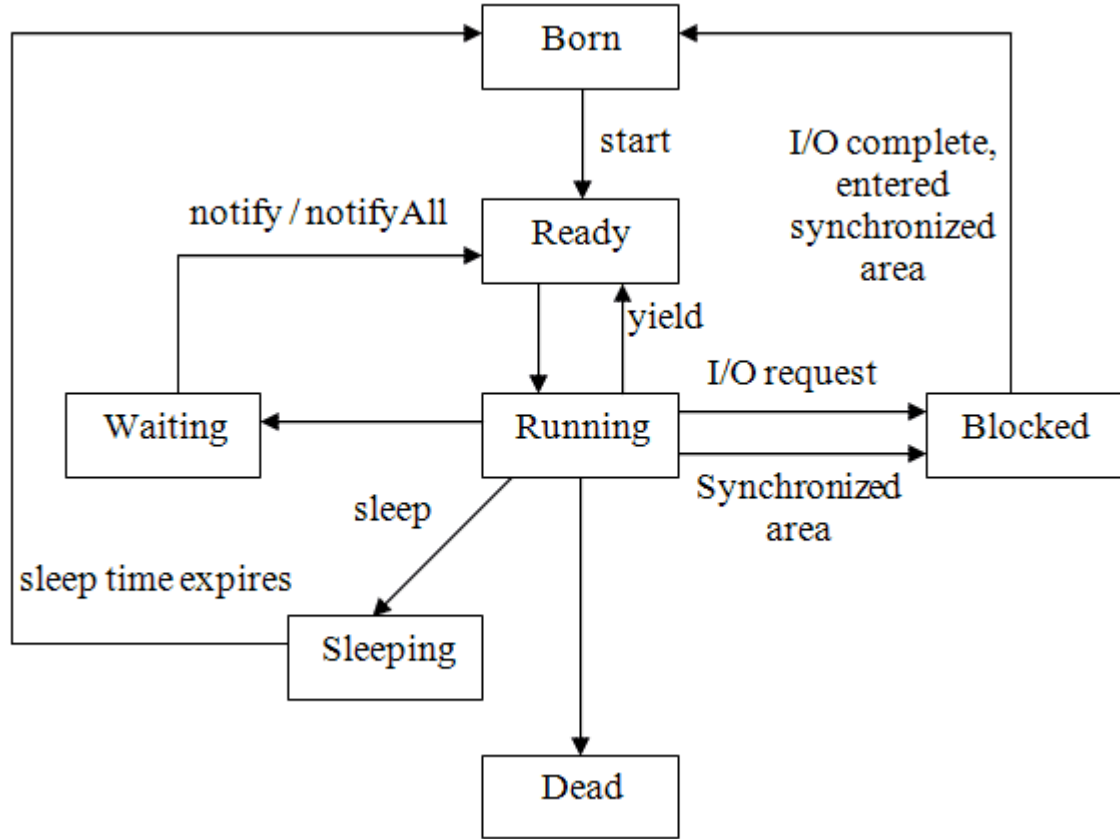 Born
start
I/O complete,
entered
synchronized
area
notify / notifyAll
Ready
yield
I/O request
Waiting
Running
Blocked
Synchronized
area
sleep
sleep time expires
Sleeping
Dead